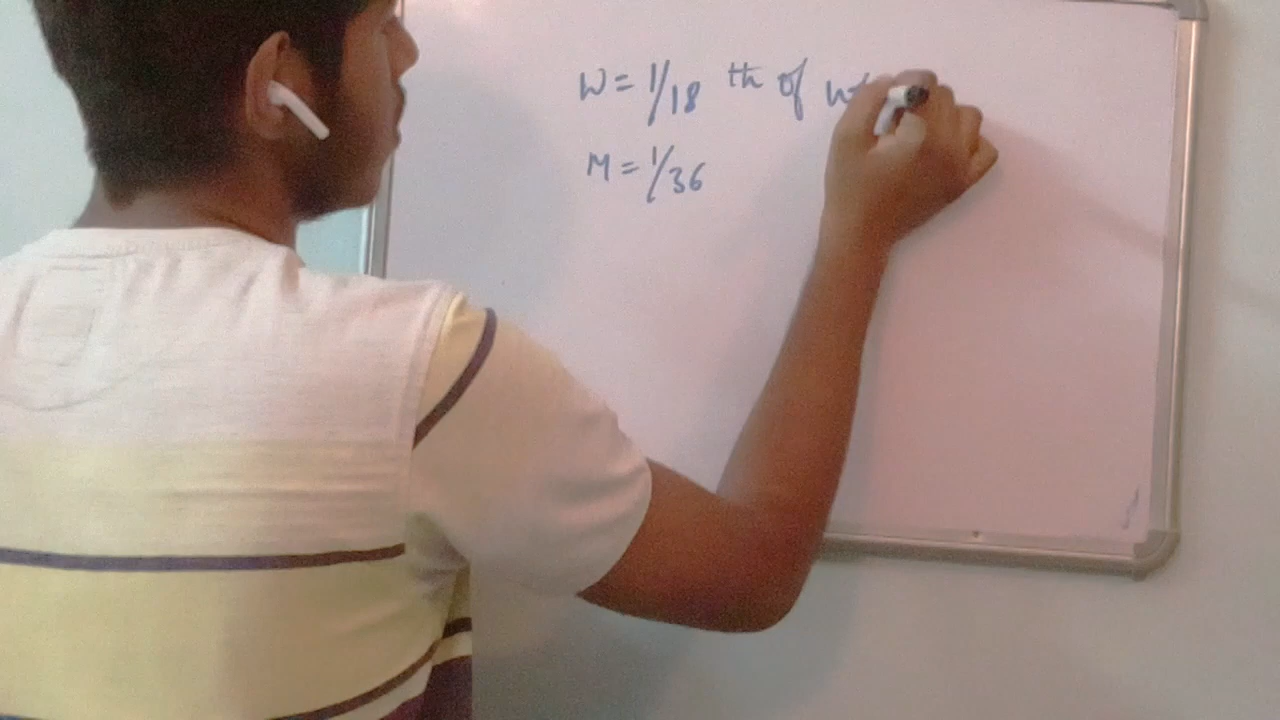 W = 1/18 th of
M = 1/36